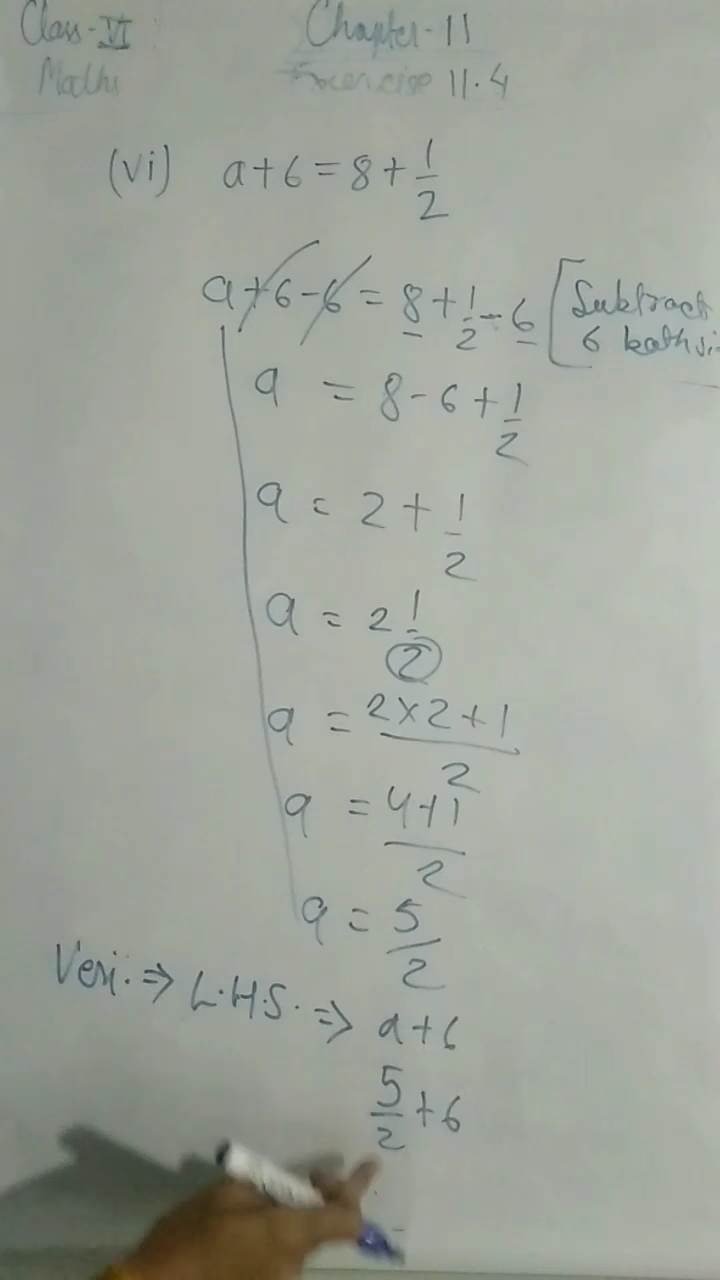 Class-VI Chapter-11
Maths Exercise 11.4
(vi) a+6=8+1/2
a+6-6=8+1/2-6 [Subtract
6 both si
a = 8-6+1/2
a = 2+1/2
a = 2 1/2
a = 2×2+1/2
a = 4+1/2
a = 5/2
Veri. ⇒ L.H.S. ⇒ a+6
5/2+6